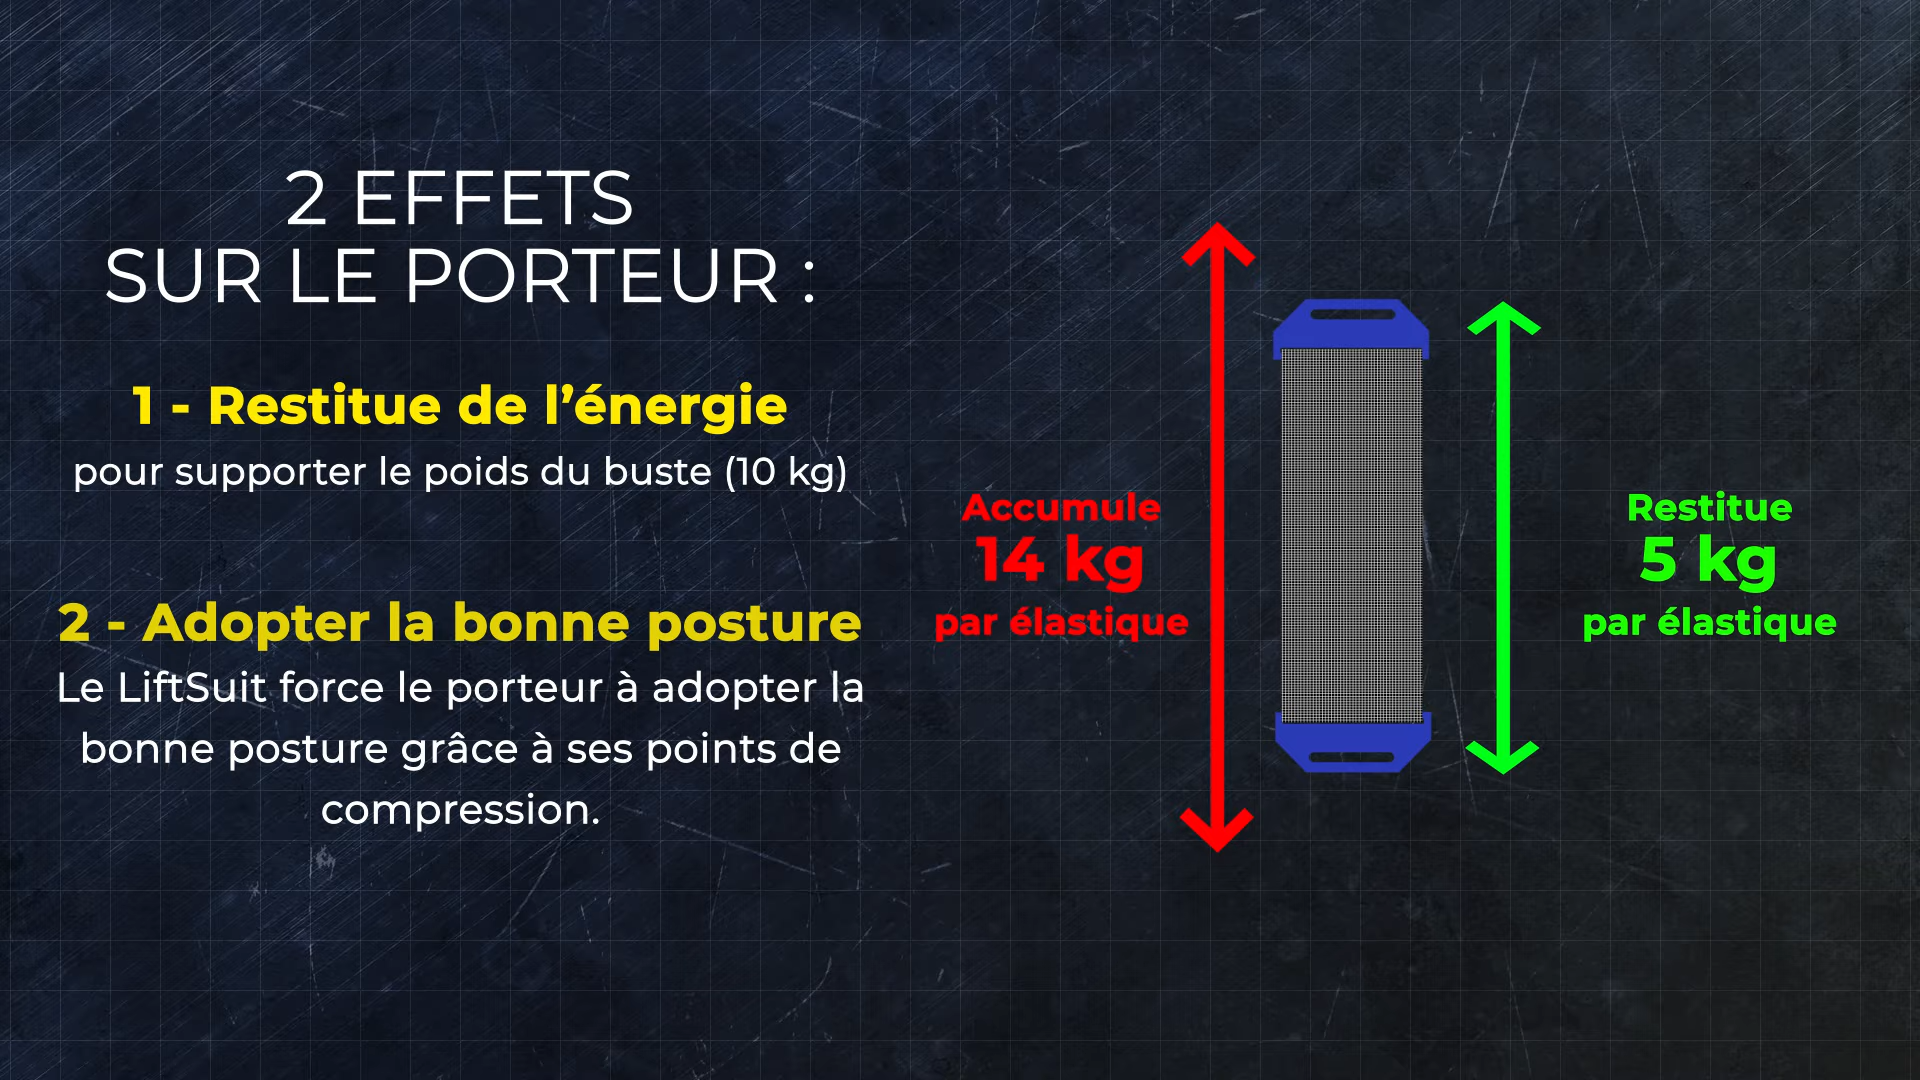 2 EFFETS
SUR LE PORTEUR :
1 - Restitue de l’énergie
pour supporter le poids du buste (10 kg)
2 - Adopter la bonne posture
Le LiftSuit force le porteur à adopter la
bonne posture grâce à ses points de
compression.
Accumule
14 kg
par élastique
Restitue
5 kg
par élastique